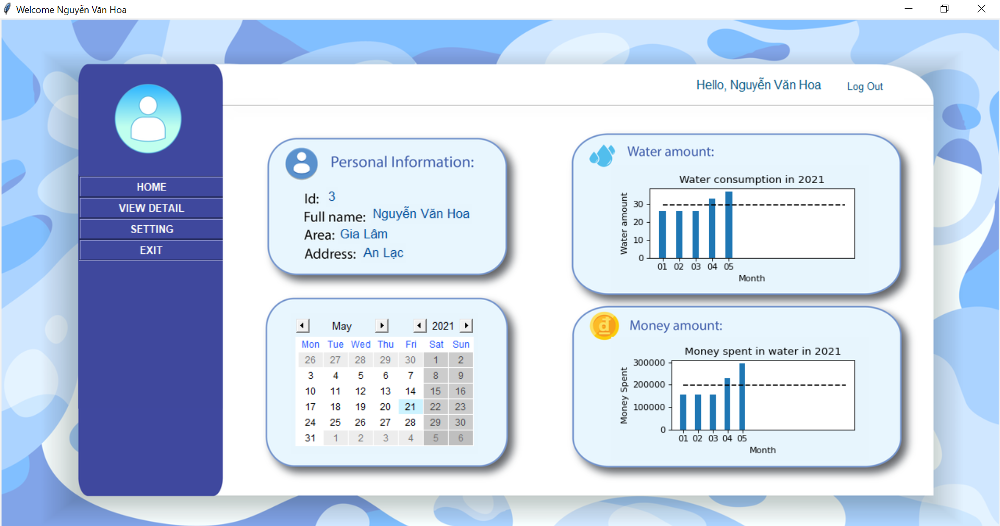 Welcome Nguyễn Văn Hoa
Hello, Nguyễn Văn Hoa
Log Out
HOME
VIEW DETAIL
SETTING
EXIT
Personal Information:
Id: 3
Full name: Nguyễn Văn Hoa
Area: Gia Lâm
Address: An Lạc
May 2021
Mon Tue Wed Thu Fri Sat Sun
26 27 28 29 30 1 2
3 4 5 6 7 8 9
10 11 12 13 14 15 16
17 18 19 20 21 22 23
24 25 26 27 28 29 30
31 1 2 3 4 5 6
Water amount:
Water consumption in 2021
Water amount
30
20
10
0
01 02 03 04 05
Month
đ
Money amount:
Money spent in water in 2021
Money Spent
300000
200000
100000
0
01 02 03 04 05
Month